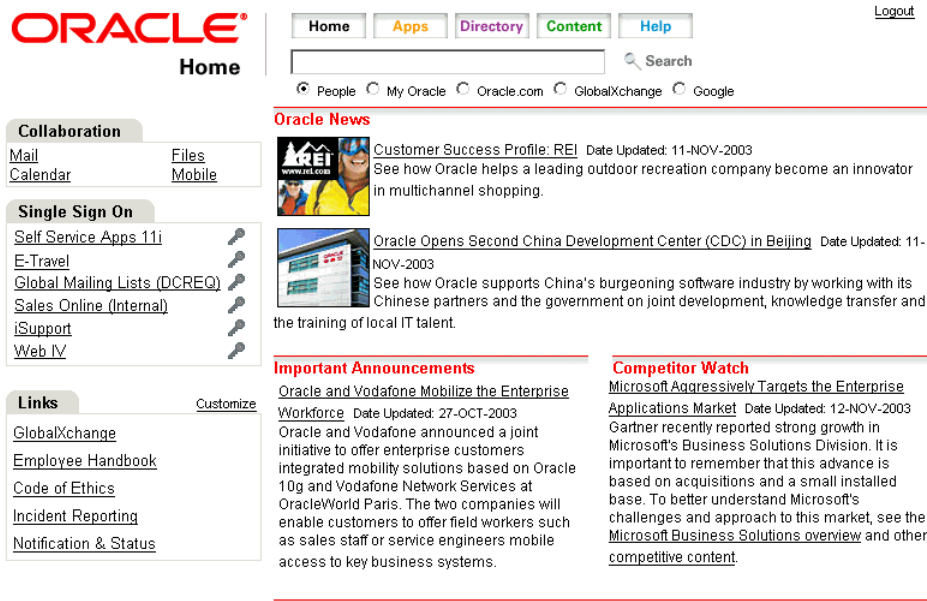 ORACLE
Home
Home Apps Directory Content Help
Logout
Search
People My Oracle Oracle.com GlobalXchange Google
Collaboration
Mail Files
Calendar Mobile
Single Sign On
Self Service Apps 11i
E-Travel
Global Mailing Lists (DCREQ)
Sales Online (Internal)
iSupport
Web IV
Links Customize
GlobalXchange
Employee Handbook
Code of Ethics
Incident Reporting
Notification & Status
Oracle News
REI
www.rei.com
Customer Success Profile: REI Date Updated: 11-NOV-2003
See how Oracle helps a leading outdoor recreation company become an innovator
in multichannel shopping.
ORACLE
Oracle Opens Second China Development Center (CDC) in Beijing Date Updated: 11-
NOV-2003
See how Oracle supports China's burgeoning software industry by working with its
Chinese partners and the government on joint development, knowledge transfer and
the training of local IT talent.
Important Announcements
Oracle and Vodafone Mobilize the Enterprise
Workforce Date Updated: 27-OCT-2003
Oracle and Vodafone announced a joint
initiative to offer enterprise customers
integrated mobility solutions based on Oracle
10g and Vodafone Network Services at
OracleWorld Paris. The two companies will
enable customers to offer field workers such
as sales staff or service engineers mobile
access to key business systems.
Competitor Watch
Microsoft Aggressively Targets the Enterprise
Applications Market Date Updated: 12-NOV-2003
Gartner recently reported strong growth in
Microsoft's Business Solutions Division. It is
important to remember that this advance is
based on acquisitions and a small installed
base. To better understand Microsoft's
challenges and approach to this market, see the
Microsoft Business Solutions overview and other
competitive content.